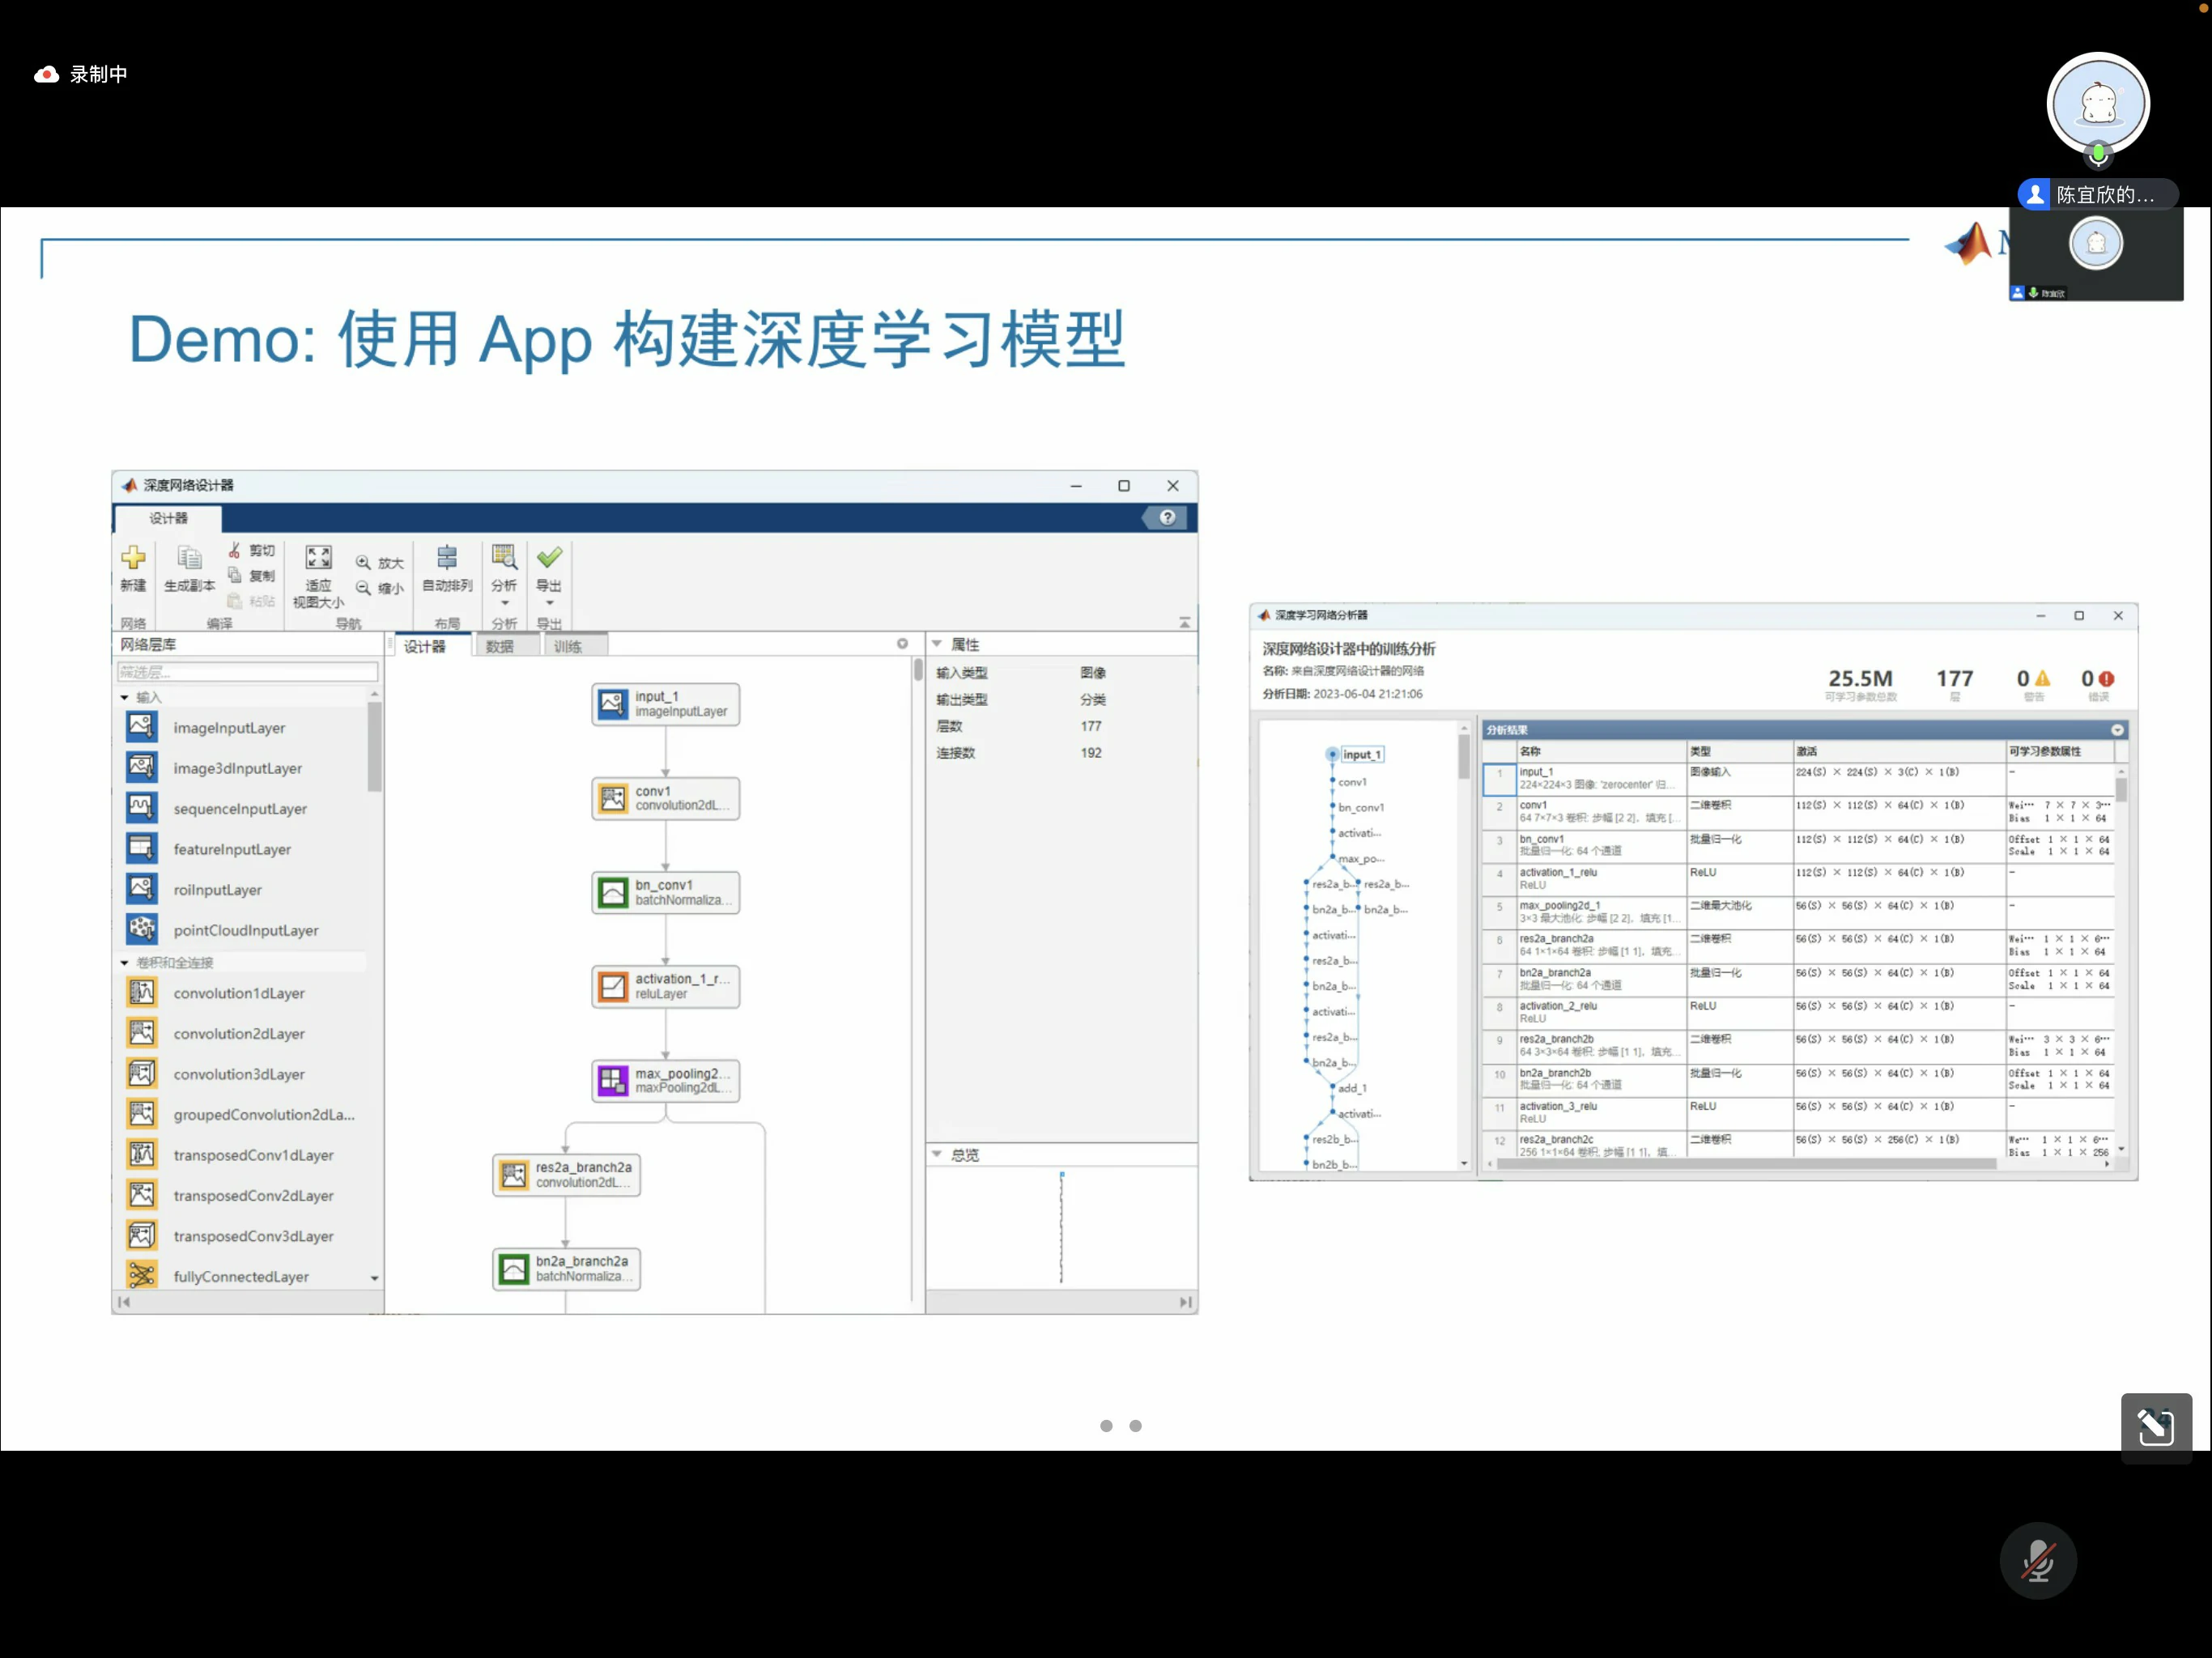 录制中
陈宜欣的...
陈宜欣
Demo: 使用 App 构建深度学习模型
深度网络设计器
设计器
新建
生成副本
剪切
复制
粘贴
适应
视图大小
放大
缩小
自动排列
分析
导出
网络
编译
导航
布局
分析
导出
网络层库
筛选层...
输入
imageInputLayer
image3dInputLayer
sequenceInputLayer
featureInputLayer
roiInputLayer
pointCloudInputLayer
卷积和全连接
convolution1dLayer
convolution2dLayer
convolution3dLayer
groupedConvolution2dLa...
transposedConv1dLayer
transposedConv2dLayer
transposedConv3dLayer
fullyConnectedLayer
设计器 数据 训练
input_1
imageInputLayer
conv1
convolution2dL...
bn_conv1
batchNormaliza...
activation_1_r...
reluLayer
max_pooling2...
maxPooling2dL...
res2a_branch2a
convolution2dL...
bn2a_branch2a
batchNormaliza...
属性
输入类型 图像
输出类型 分类
层数 177
连接数 192
总览
深度学习网络分析器
深度网络设计器中的训练分析
名称: 来自深度网络设计器的网络
分析日期: 2023-06-04 21:21:06
25.5M
可学习参数总数
177
层
0
警告
0
错误
input_1
conv1
bn_conv1
activati...
max_po...
res2a_b... res2a_b...
bn2a_b... bn2a_b...
activati...
res2a_b...
bn2a_b...
activati...
res2a_b...
bn2a_b...
add_1
activati...
res2b_b...
bn2b_b...
分析结果
名称 类型 激活 可学习参数属性
1 input_1 图像输入 224(S) × 224(S) × 3(C) × 1(B) -
224×224×3 图像: 'zerocenter' 归...
2 conv1 二维卷积 112(S) × 112(S) × 64(C) × 1(B) Wei… 7 × 7 × 3…
64 7×7×3 卷积: 步幅 [2 2]，填充 [... Bias 1 × 1 × 64
3 bn_conv1 批量归一化 112(S) × 112(S) × 64(C) × 1(B) Offset 1 × 1 × 64
批量归一化: 64 个通道 Scale 1 × 1 × 64
4 activation_1_relu ReLU 112(S) × 112(S) × 64(C) × 1(B) -
ReLU
5 max_pooling2d_1 二维最大池化 56(S) × 56(S) × 64(C) × 1(B) -
3×3 最大池化: 步幅 [2 2]，填充 [1...
6 res2a_branch2a 二维卷积 56(S) × 56(S) × 64(C) × 1(B) Wei… 1 × 1 × 6…
64 1×1×64 卷积: 步幅 [1 1]，填充... Bias 1 × 1 × 64
7 bn2a_branch2a 批量归一化 56(S) × 56(S) × 64(C) × 1(B) Offset 1 × 1 × 64
批量归一化: 64 个通道 Scale 1 × 1 × 64
8 activation_2_relu ReLU 56(S) × 56(S) × 64(C) × 1(B) -
ReLU
9 res2a_branch2b 二维卷积 56(S) × 56(S) × 64(C) × 1(B) Wei… 3 × 3 × 6…
64 3×3×64 卷积: 步幅 [1 1]，填充... Bias 1 × 1 × 64
10 bn2a_branch2b 批量归一化 56(S) × 56(S) × 64(C) × 1(B) Offset 1 × 1 × 64
批量归一化: 64 个通道 Scale 1 × 1 × 64
11 activation_3_relu ReLU 56(S) × 56(S) × 64(C) × 1(B) -
ReLU
12 res2a_branch2c 二维卷积 56(S) × 56(S) × 256(C) × 1(B) We… 1 × 1 × 6…
256 1×1×64 卷积: 步幅 [1 1]，填... Bias 1 × 1 × 256